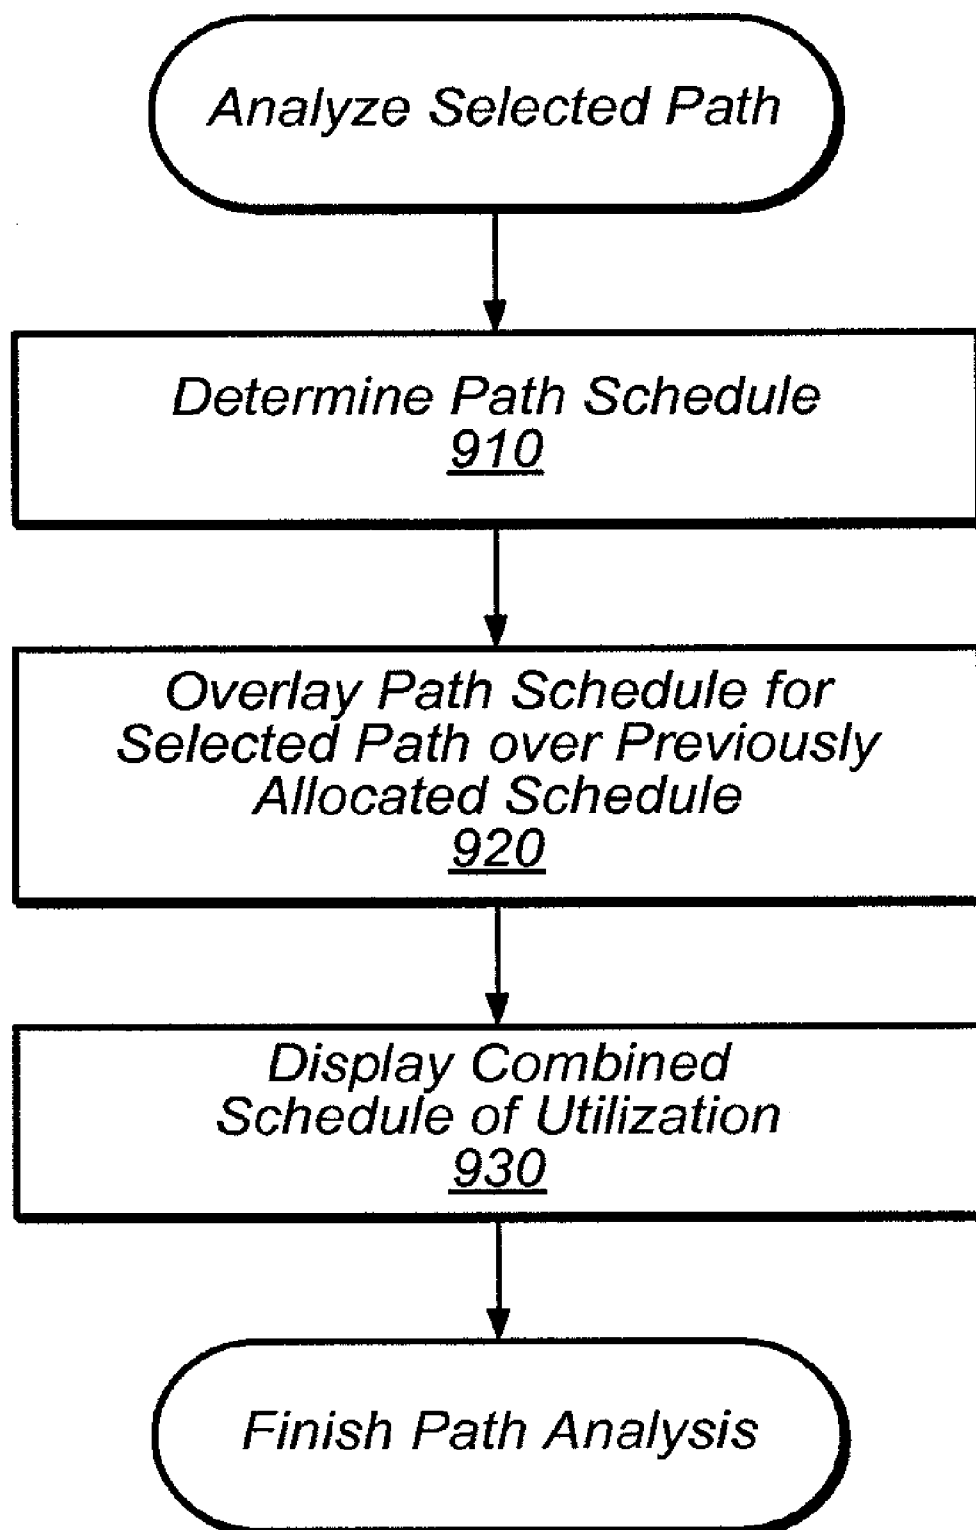 Analyze Selected Path
Determine Path Schedule
910
Overlay Path Schedule for
Selected Path over Previously
Allocated Schedule
920
Display Combined
Schedule of Utilization
930
Finish Path Analysis